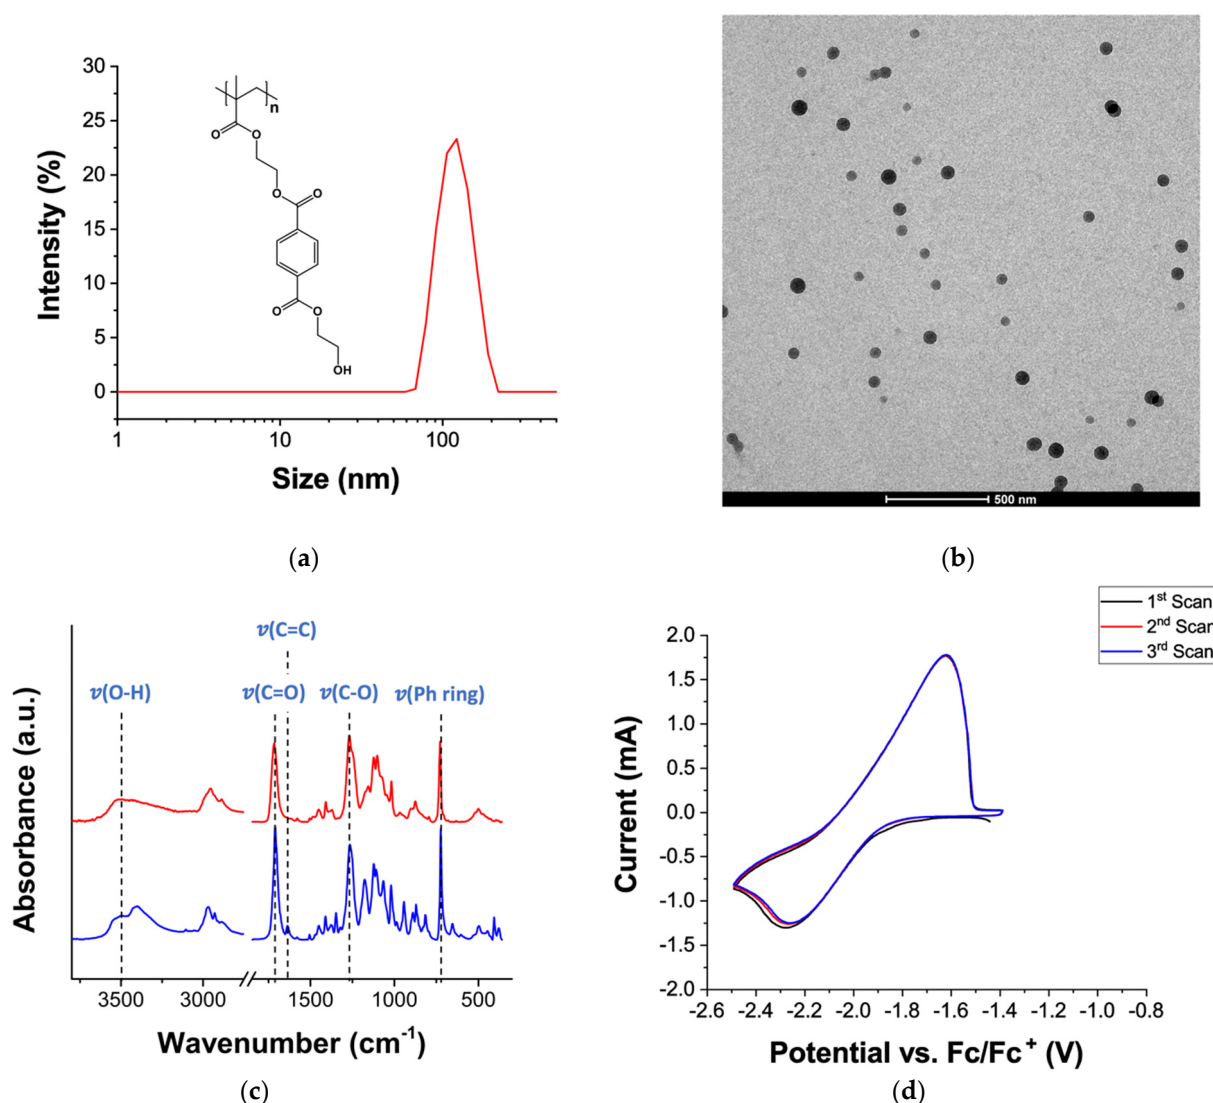 30
25
20
15
10
5
0
Intensity (%)
1
10
100
Size (nm)
n
O
O
O
O
O
O
OH
500 nm
(a)
(b)
ν(C=C)
ν(O-H)
ν(C=O)
ν(C-O)
ν(Ph ring)
Absorbance (a.u.)
3500
3000
1500
1000
500
Wavenumber (cm-1)
(c)
1st Scan
2nd Scan
3rd Scan
2.0
1.5
1.0
0.5
0.0
-0.5
-1.0
-1.5
-2.0
Current (mA)
-2.6
-2.4
-2.2
-2.0
-1.8
-1.6
-1.4
-1.2
-1.0
-0.8
Potential vs. Fc/Fc+ (V)
(d)